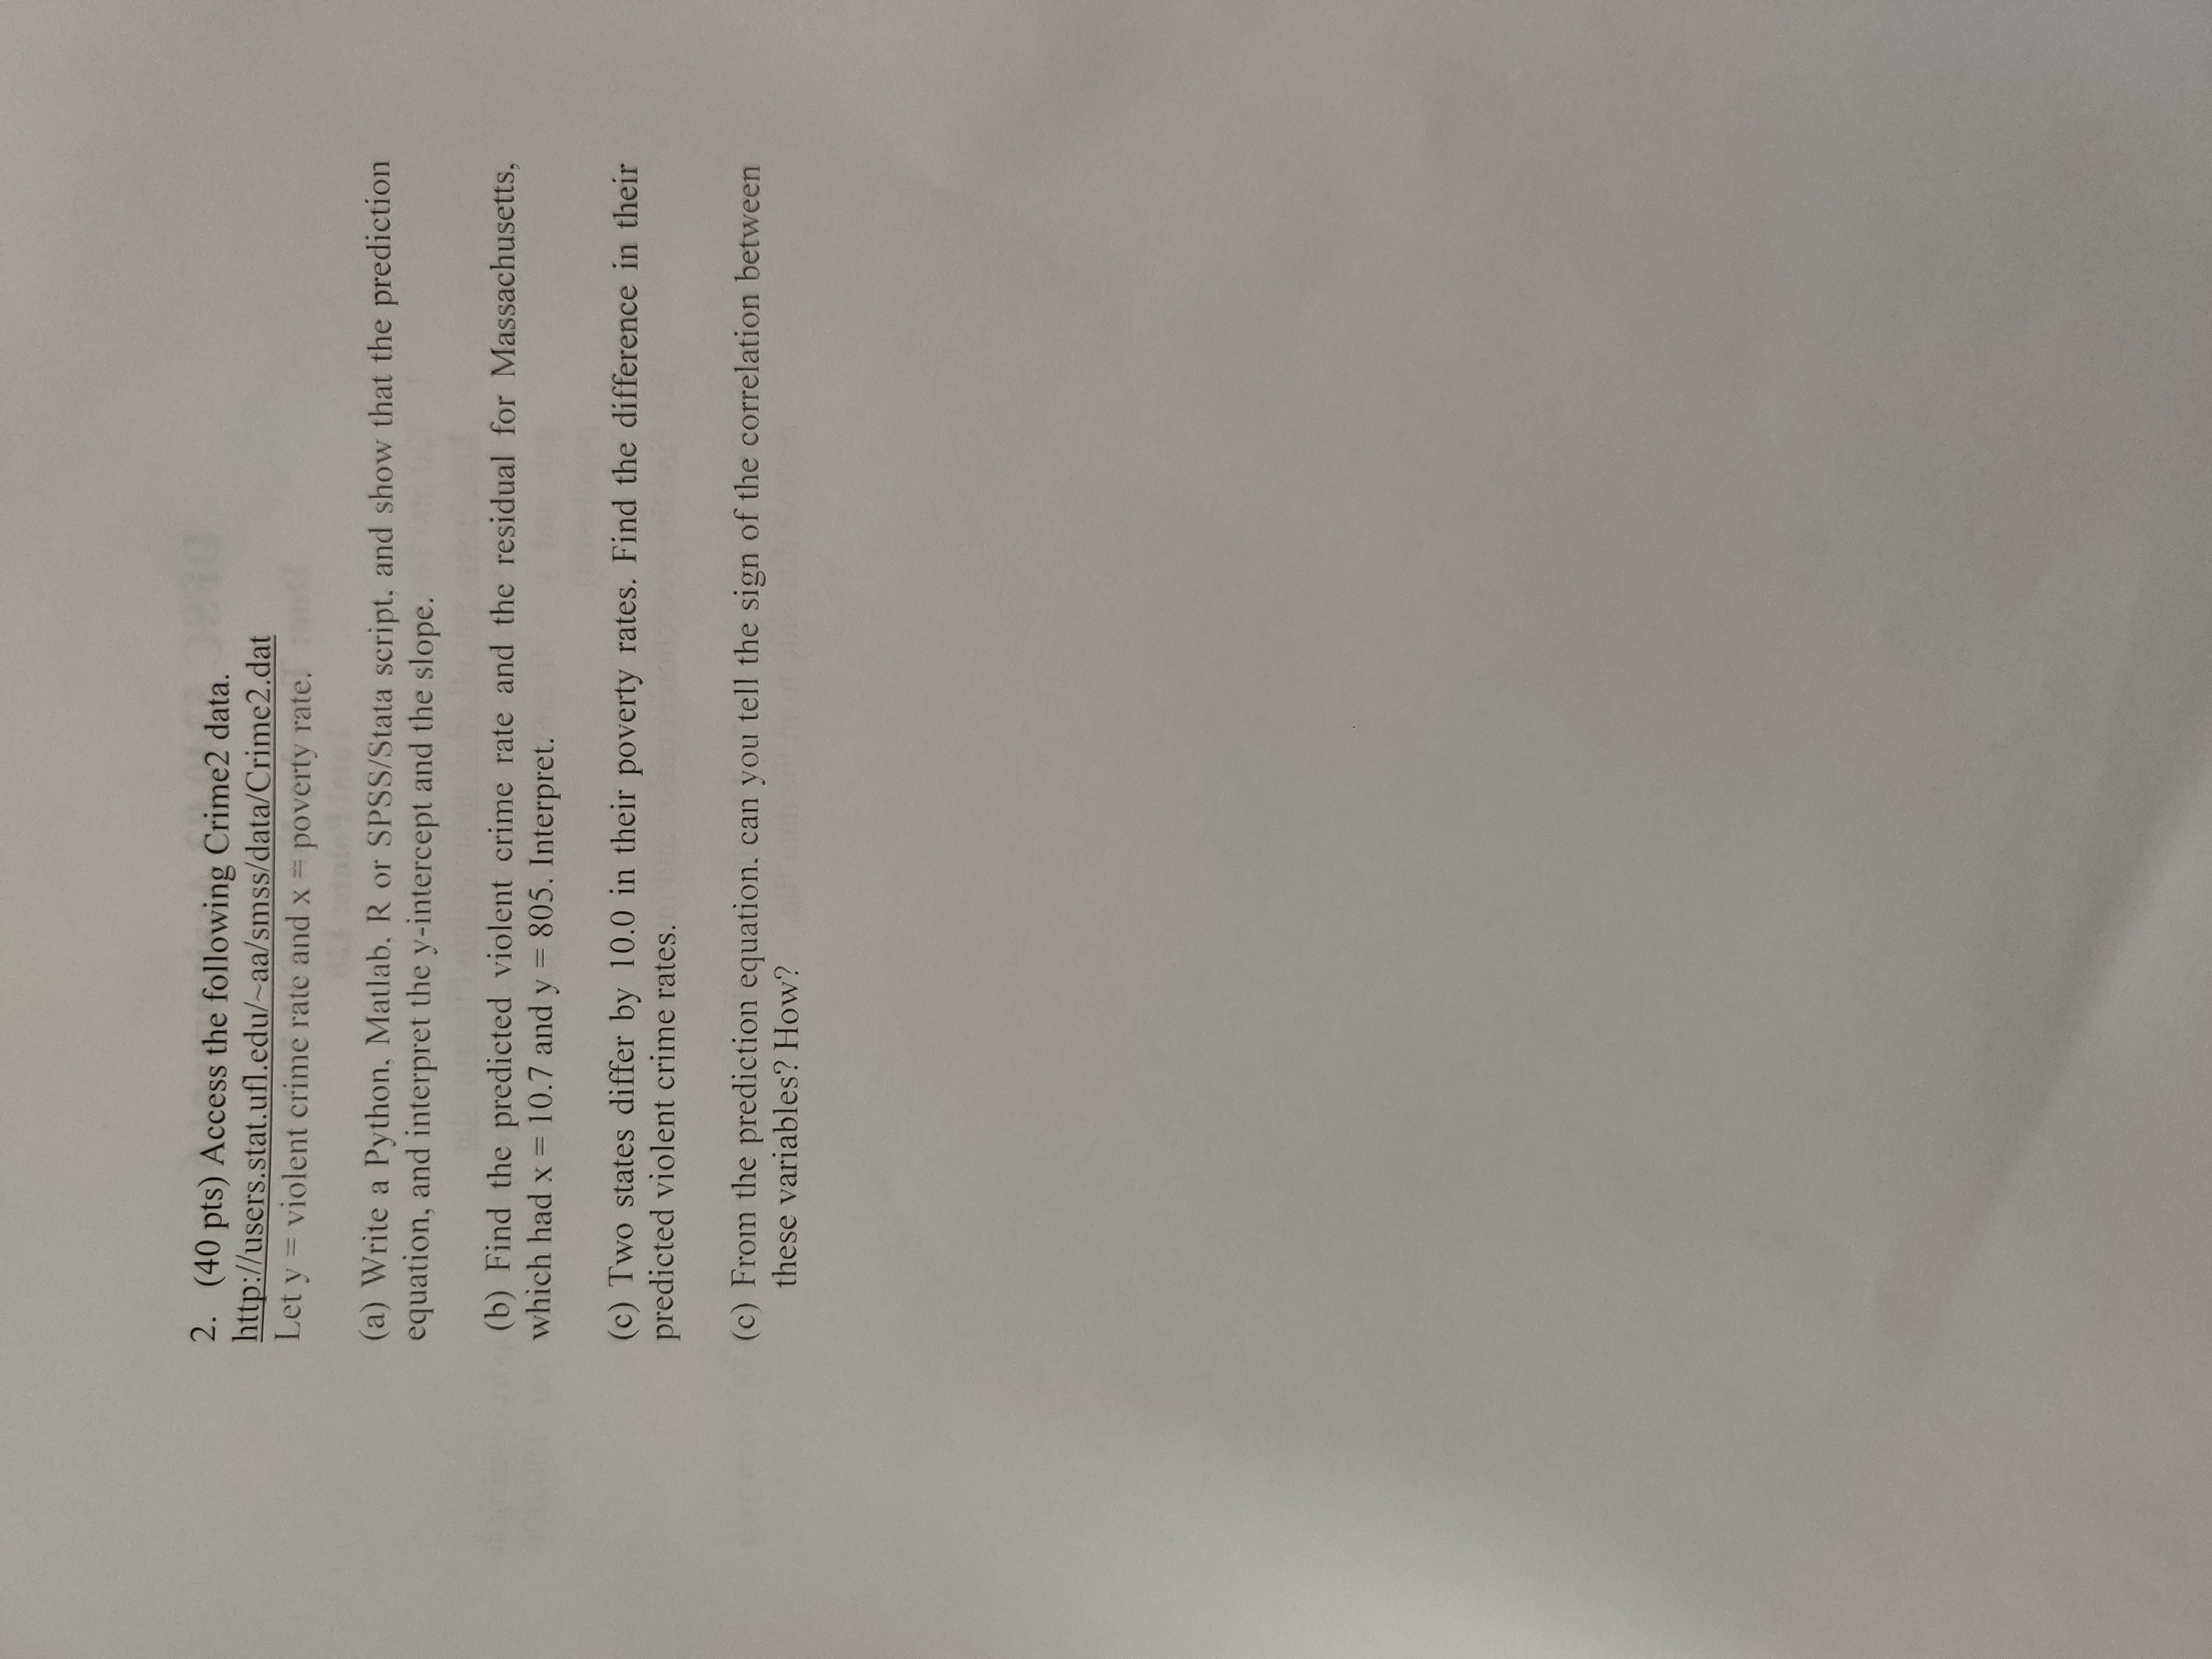 2. (40 pts) Access the following Crime2 data.
http://users.stat.ufl.edu/~aa/smss/data/Crime2.dat
Let y = violent crime rate and x = poverty rate.
(a) Write a Python, Matlab, R or SPSS/Stata script, and show that the prediction
equation, and interpret the y-intercept and the slope.
(b) Find the predicted violent crime rate and the residual for Massachusetts,
which had x = 10.7 and y = 805. Interpret.
(c) Two states differ by 10.0 in their poverty rates. Find the difference in their
predicted violent crime rates.
(c) From the prediction equation, can you tell the sign of the correlation between
these variables? How?